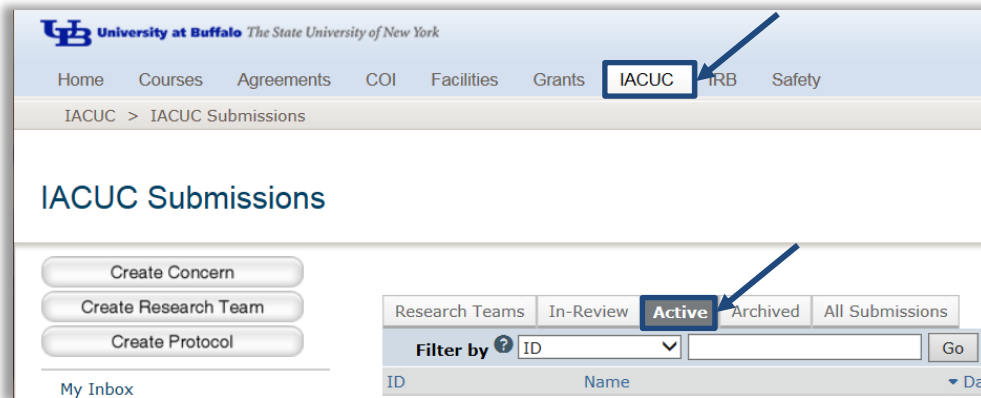 UB University at Buffalo The State University of New York
Home Courses Agreements COI Facilities Grants IACUC IRB Safety
IACUC > IACUC Submissions
IACUC Submissions
Create Concern
Create Research Team
Create Protocol
My Inbox
Research Teams In-Review Active Archived All Submissions
Filter by ? ID Go
ID Name Da